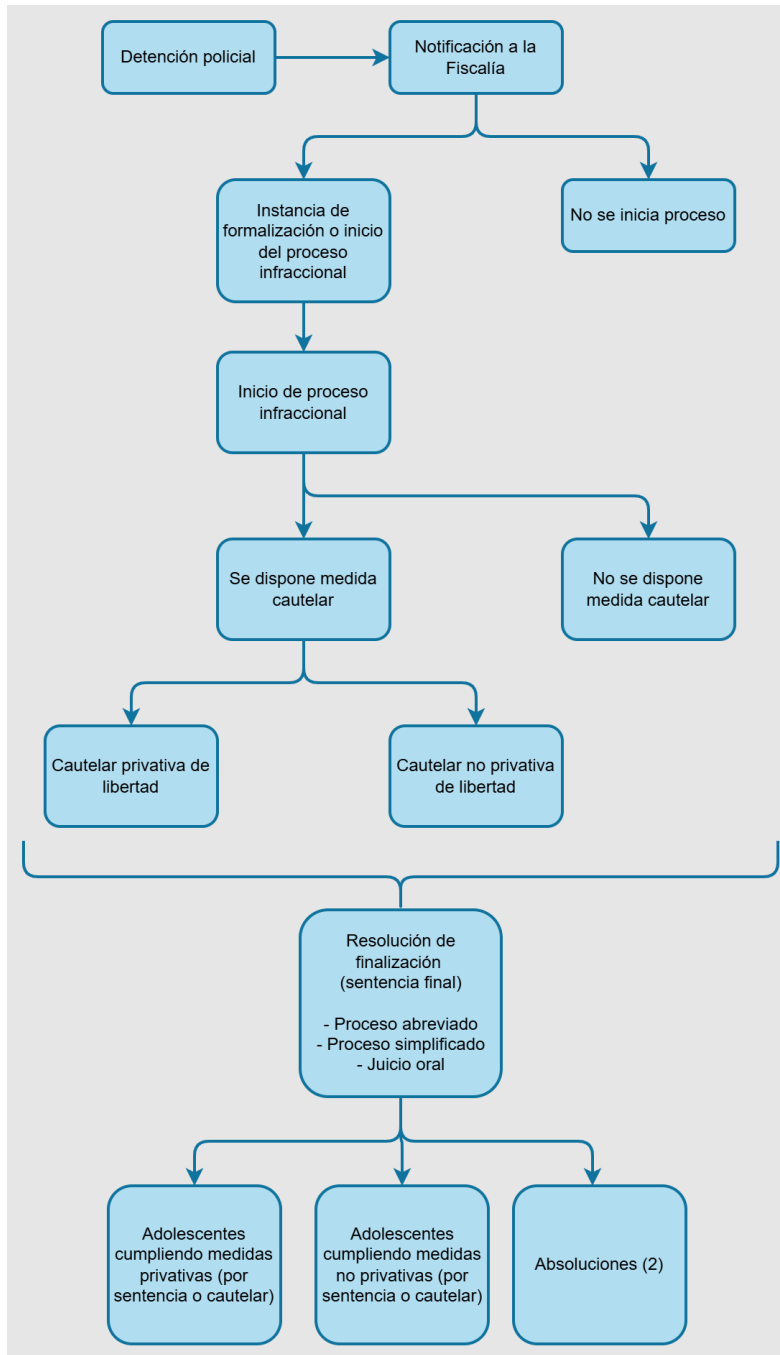 Detención policial
Notificación a la
Fiscalía
Instancia de
formalización o inicio
del proceso
infraccional
No se inicia proceso
Inicio de proceso
infraccional
Se dispone medida
cautelar
No se dispone
medida cautelar
Cautelar privativa de
libertad
Cautelar no privativa
de libertad
Resolución de
finalización
(sentencia final)
- Proceso abreviado
- Proceso simplificado
- Juicio oral
Adolescentes
cumpliendo medidas
privativas (por
sentencia o cautelar)
Adolescentes
cumpliendo medidas
no privativas (por
sentencia o cautelar)
Absoluciones (2)